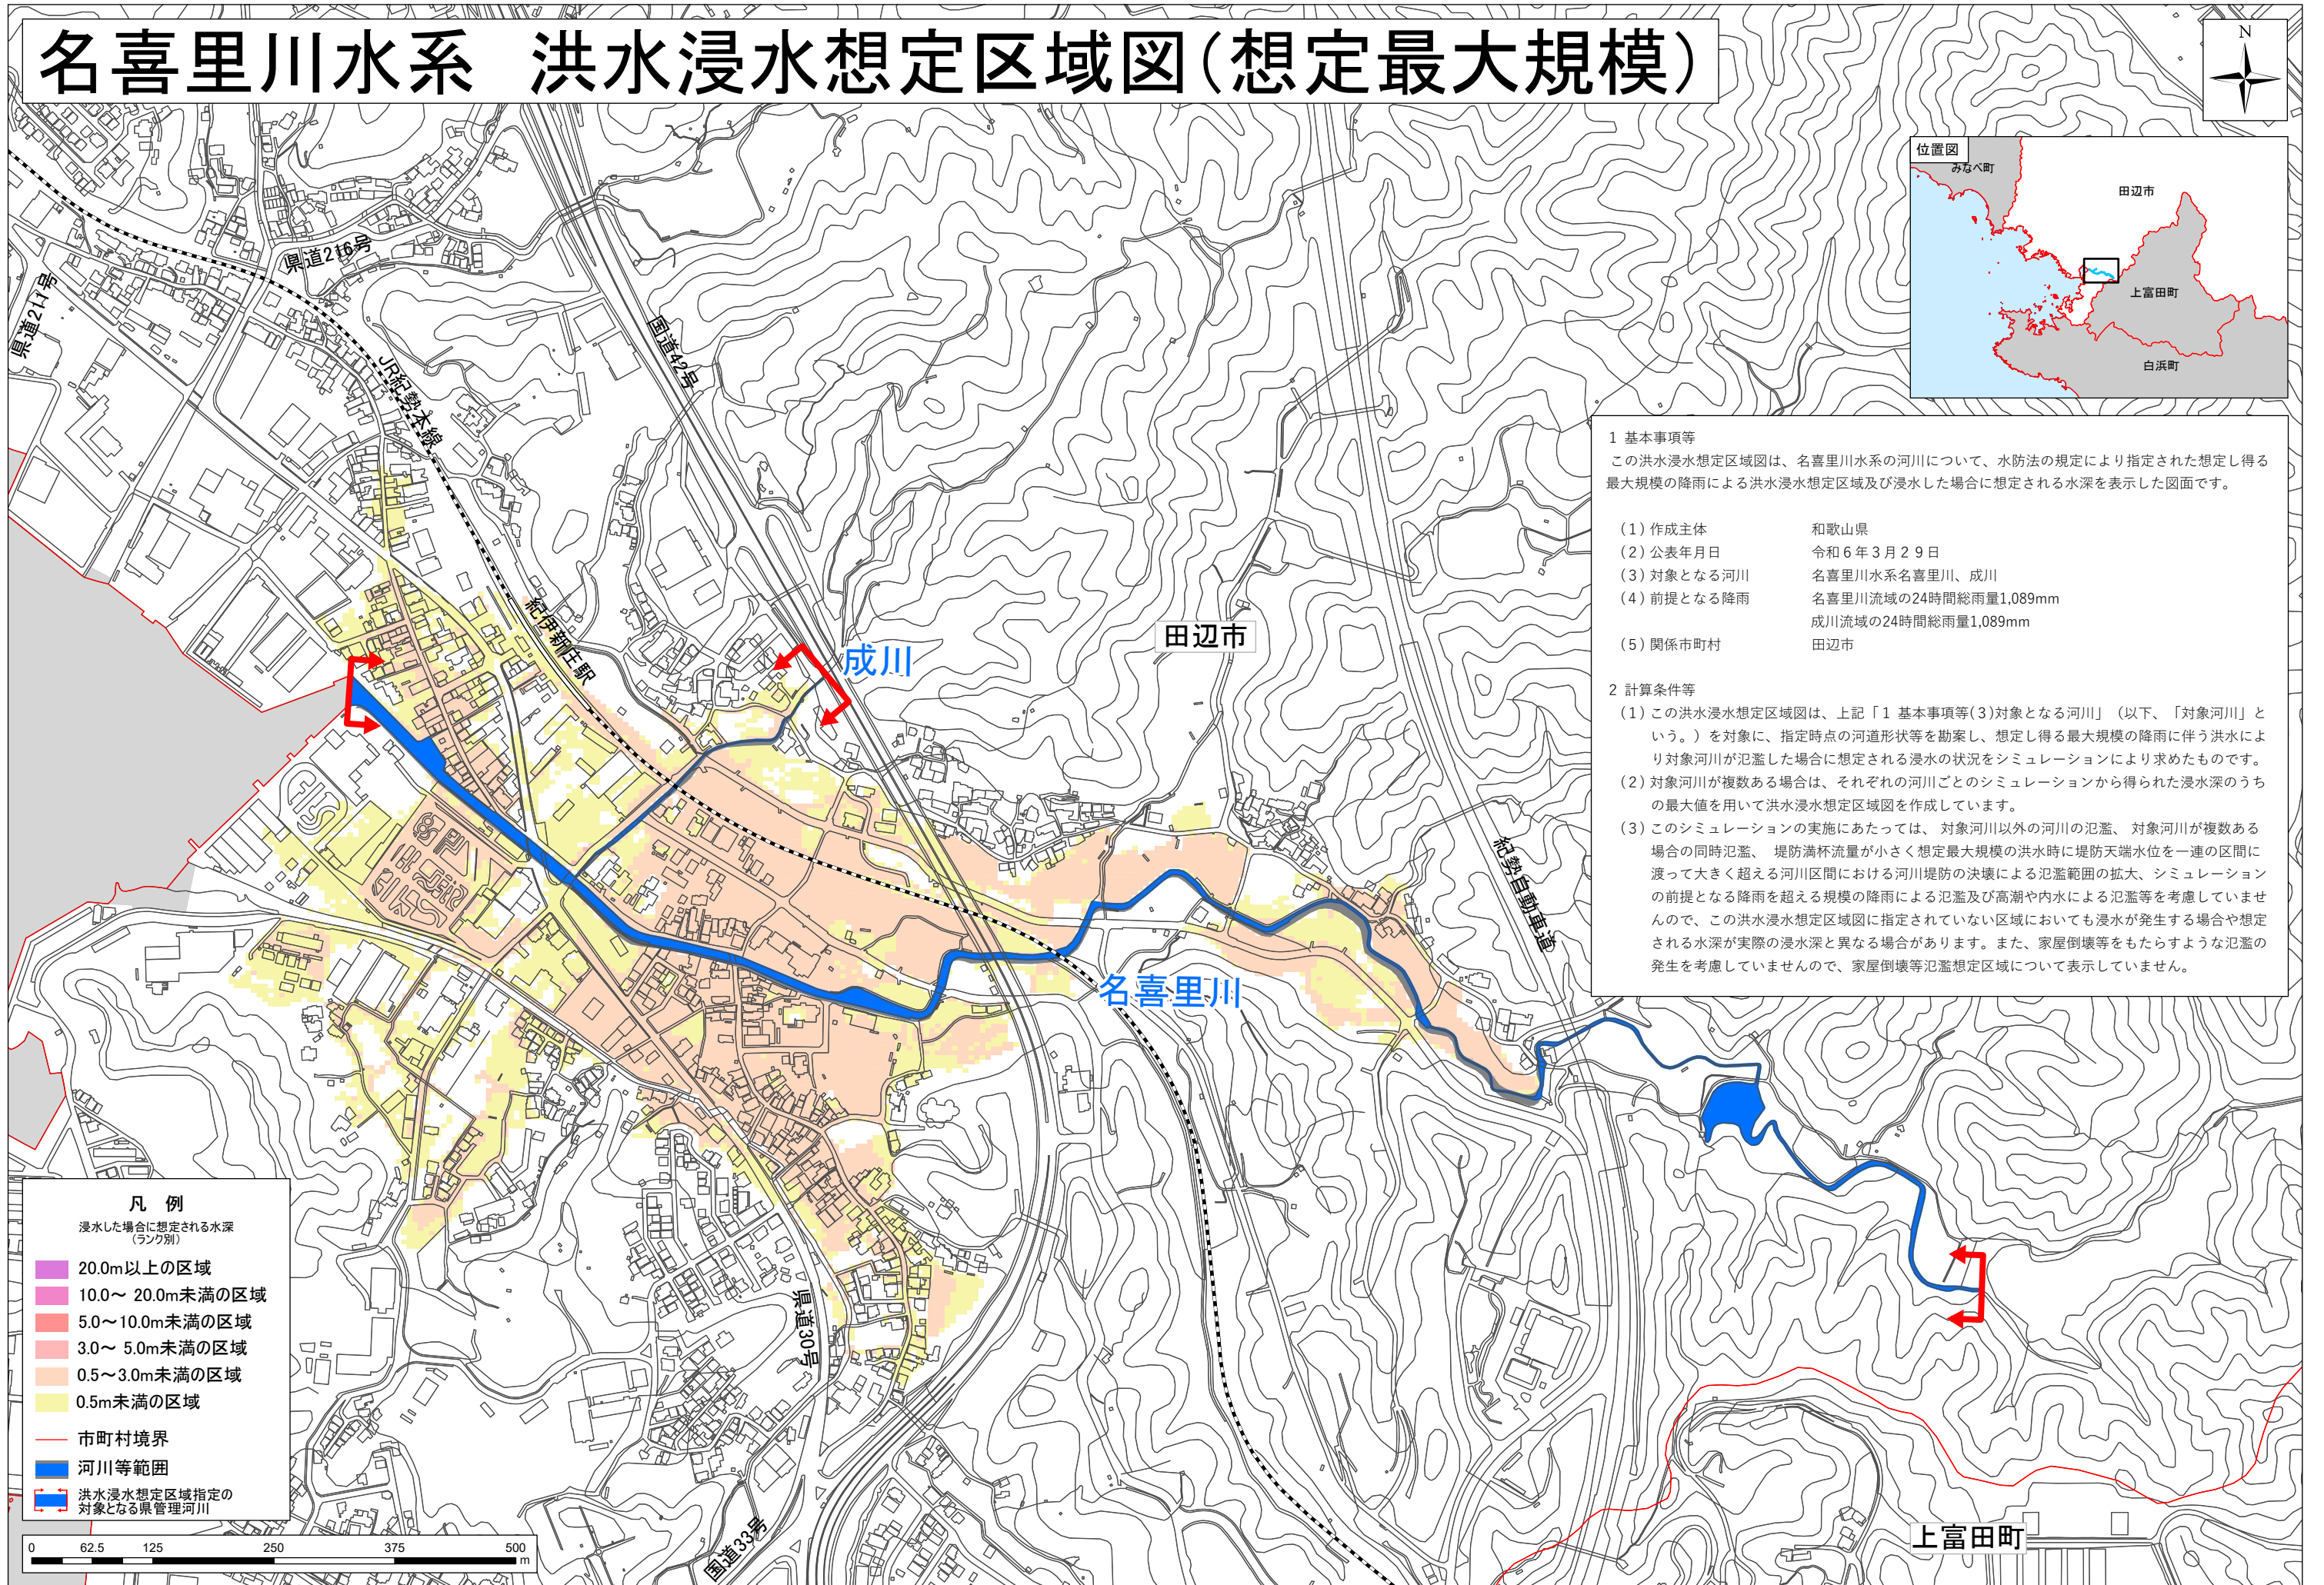 名喜里川水系　洪水浸水想定区域図(想定最大規模)
N
位置図
みなべ町
田辺市
上富田町
白浜町
県道216号
県道211号
国道42号
JR紀勢本線
紀伊新庄駅
成川
田辺市
名喜里川
紀勢自動車道
県道30号
国道33号
上富田町
1 基本事項等
この洪水浸水想定区域図は、名喜里川水系の河川について、水防法の規定により指定された想定し得る
最大規模の降雨による洪水浸水想定区域及び浸水した場合に想定される水深を表示した図面です。
(1) 作成主体　和歌山県
(2) 公表年月日　令和６年３月２９日
(3) 対象となる河川　名喜里川水系名喜里川、成川
(4) 前提となる降雨　名喜里川流域の24時間総雨量1,089mm
成川流域の24時間総雨量1,089mm
(5) 関係市町村　田辺市
2 計算条件等
(1) この洪水浸水想定区域図は、上記「1 基本事項等(3)対象となる河川」（以下、「対象河川」と
いう。）を対象に、指定時点の河道形状等を勘案し、想定し得る最大規模の降雨に伴う洪水によ
り対象河川が氾濫した場合に想定される浸水の状況をシミュレーションにより求めたものです。
(2) 対象河川が複数ある場合は、それぞれの河川ごとのシミュレーションから得られた浸水深のうち
の最大値を用いて洪水浸水想定区域図を作成しています。
(3) このシミュレーションの実施にあたっては、 対象河川以外の河川の氾濫、 対象河川が複数ある
場合の同時氾濫、 堤防満杯流量が小さく想定最大規模の洪水時に堤防天端水位を一連の区間に
渡って大きく超える河川区間における河川堤防の決壊による氾濫範囲の拡大、シミュレーション
の前提となる降雨を超える規模の降雨による氾濫及び高潮や内水による氾濫等を考慮していませ
んので、この洪水浸水想定区域図に指定されていない区域においても浸水が発生する場合や想定
される水深が実際の浸水深と異なる場合があります。また、家屋倒壊等をもたらすような氾濫の
発生を考慮していませんので、家屋倒壊等氾濫想定区域について表示していません。
凡　例
浸水した場合に想定される水深
(ランク別)
20.0m以上の区域
10.0～ 20.0m未満の区域
5.0～10.0m未満の区域
3.0～ 5.0m未満の区域
0.5～3.0m未満の区域
0.5m未満の区域
市町村境界
河川等範囲
洪水浸水想定区域指定の
対象となる県管理河川
0 62.5 125 250 375 500
m